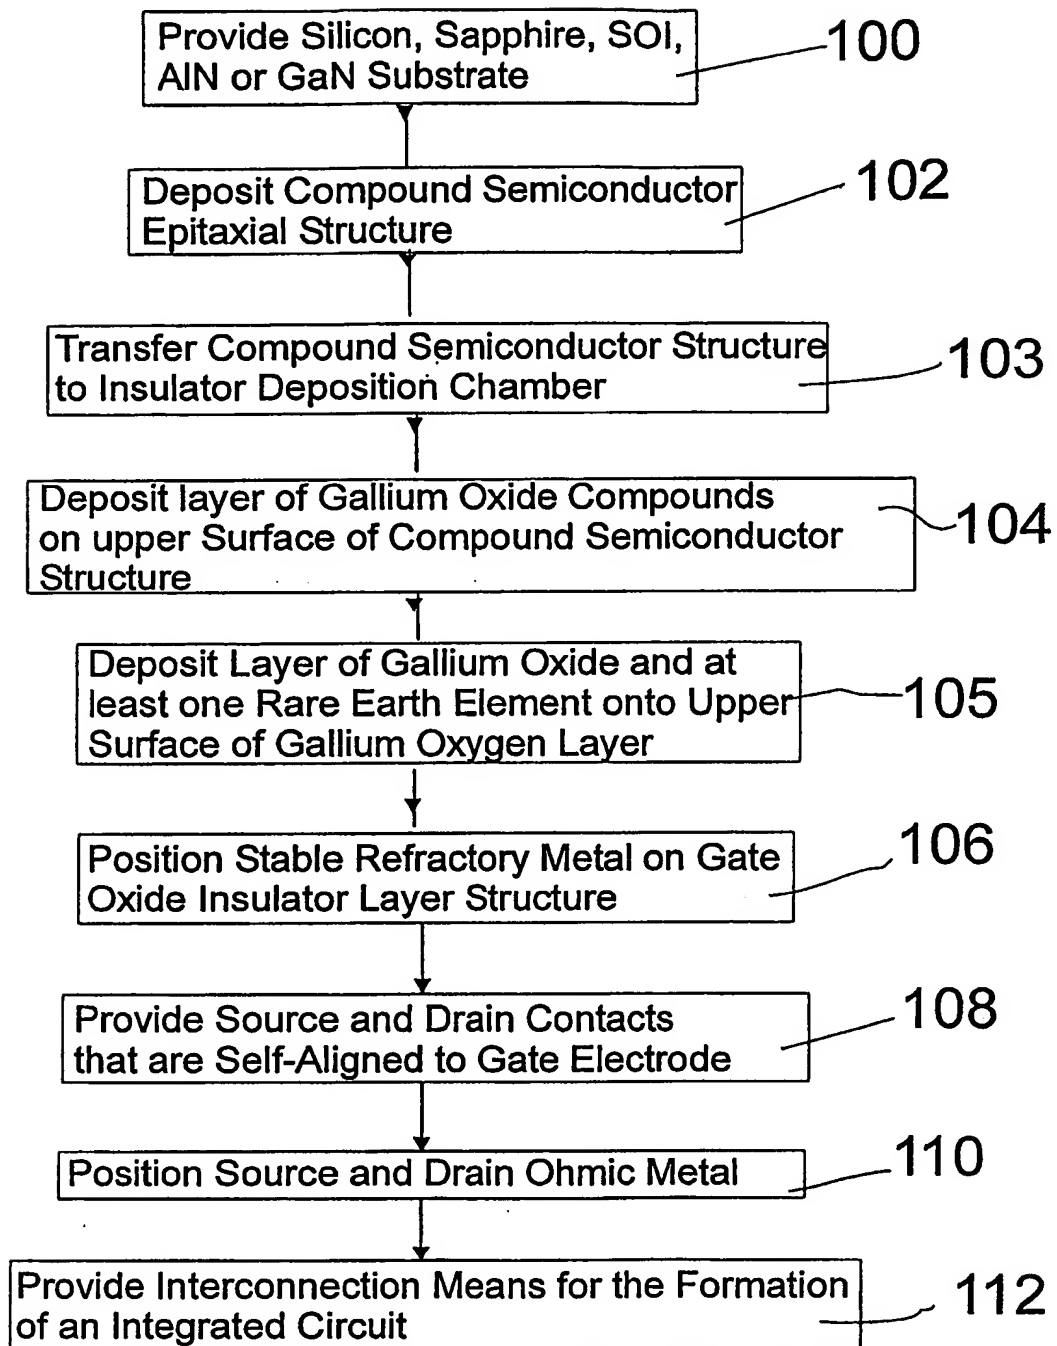 Provide Silicon, Sapphire, SOI,
AlN or GaN Substrate
100
Deposit Compound Semiconductor
Epitaxial Structure
102
Transfer Compound Semiconductor Structure
to Insulator Deposition Chamber
103
Deposit layer of Gallium Oxide Compounds
on upper Surface of Compound Semiconductor
Structure
104
Deposit Layer of Gallium Oxide and at
least one Rare Earth Element onto Upper
Surface of Gallium Oxygen Layer
105
Position Stable Refractory Metal on Gate
Oxide Insulator Layer Structure
106
Provide Source and Drain Contacts
that are Self-Aligned to Gate Electrode
108
Position Source and Drain Ohmic Metal
110
Provide Interconnection Means for the Formation
of an Integrated Circuit
112